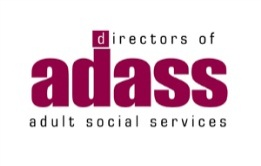 directors of
adass
adult social services